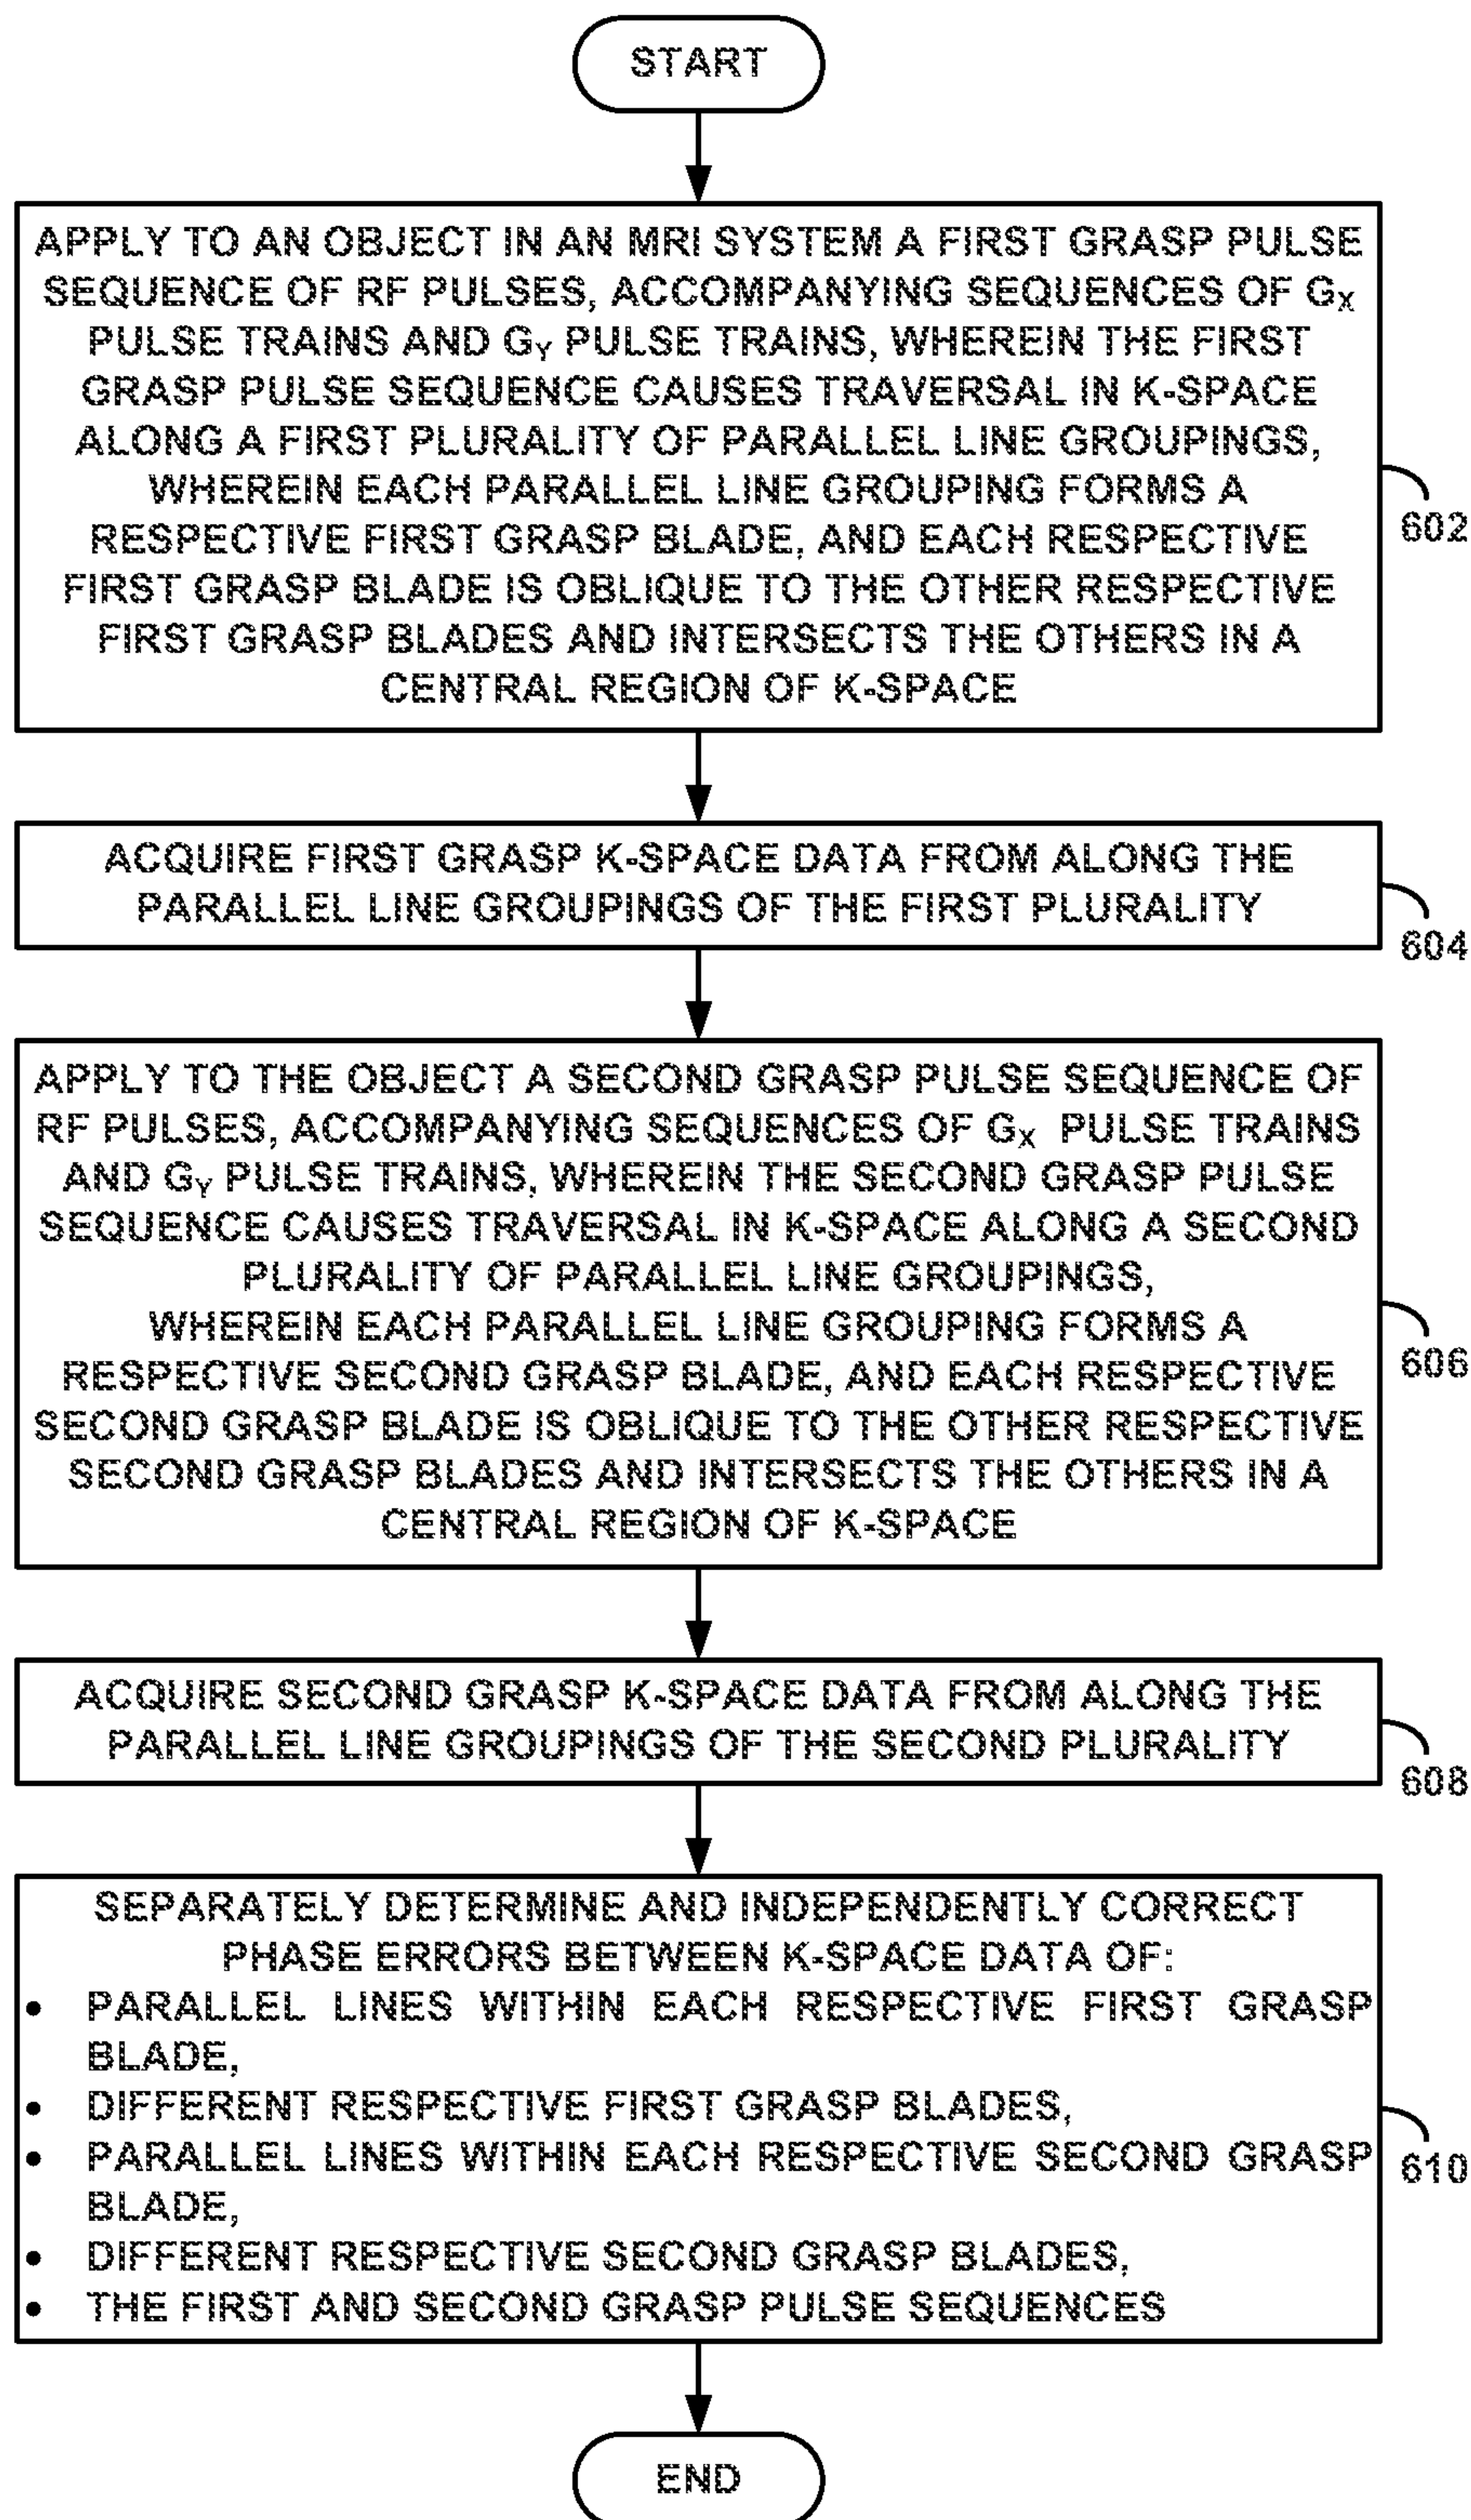 START
APPLY TO AN OBJECT IN AN MRI SYSTEM A FIRST GRASP PULSE
SEQUENCE OF RF PULSES, ACCOMPANYING SEQUENCES OF GX
PULSE TRAINS AND GY PULSE TRAINS, WHEREIN THE FIRST
GRASP PULSE SEQUENCE CAUSES TRAVERSAL IN K-SPACE
ALONG A FIRST PLURALITY OF PARALLEL LINE GROUPINGS,
WHEREIN EACH PARALLEL LINE GROUPING FORMS A
RESPECTIVE FIRST GRASP BLADE, AND EACH RESPECTIVE
FIRST GRASP BLADE IS OBLIQUE TO THE OTHER RESPECTIVE
FIRST GRASP BLADES AND INTERSECTS THE OTHERS IN A
CENTRAL REGION OF K-SPACE
602
ACQUIRE FIRST GRASP K-SPACE DATA FROM ALONG THE
PARALLEL LINE GROUPINGS OF THE FIRST PLURALITY
604
APPLY TO THE OBJECT A SECOND GRASP PULSE SEQUENCE OF
RF PULSES, ACCOMPANYING SEQUENCES OF GX PULSE TRAINS
AND GY PULSE TRAINS, WHEREIN THE SECOND GRASP PULSE
SEQUENCE CAUSES TRAVERSAL IN K-SPACE ALONG A SECOND
PLURALITY OF PARALLEL LINE GROUPINGS,
WHEREIN EACH PARALLEL LINE GROUPING FORMS A
RESPECTIVE SECOND GRASP BLADE, AND EACH RESPECTIVE
SECOND GRASP BLADE IS OBLIQUE TO THE OTHER RESPECTIVE
SECOND GRASP BLADES AND INTERSECTS THE OTHERS IN A
CENTRAL REGION OF K-SPACE
606
ACQUIRE SECOND GRASP K-SPACE DATA FROM ALONG THE
PARALLEL LINE GROUPINGS OF THE SECOND PLURALITY
608
SEPARATELY DETERMINE AND INDEPENDENTLY CORRECT
PHASE ERRORS BETWEEN K-SPACE DATA OF:
• PARALLEL LINES WITHIN EACH RESPECTIVE FIRST GRASP
BLADE,
• DIFFERENT RESPECTIVE FIRST GRASP BLADES,
• PARALLEL LINES WITHIN EACH RESPECTIVE SECOND GRASP
BLADE,
• DIFFERENT RESPECTIVE SECOND GRASP BLADES,
• THE FIRST AND SECOND GRASP PULSE SEQUENCES
610
END